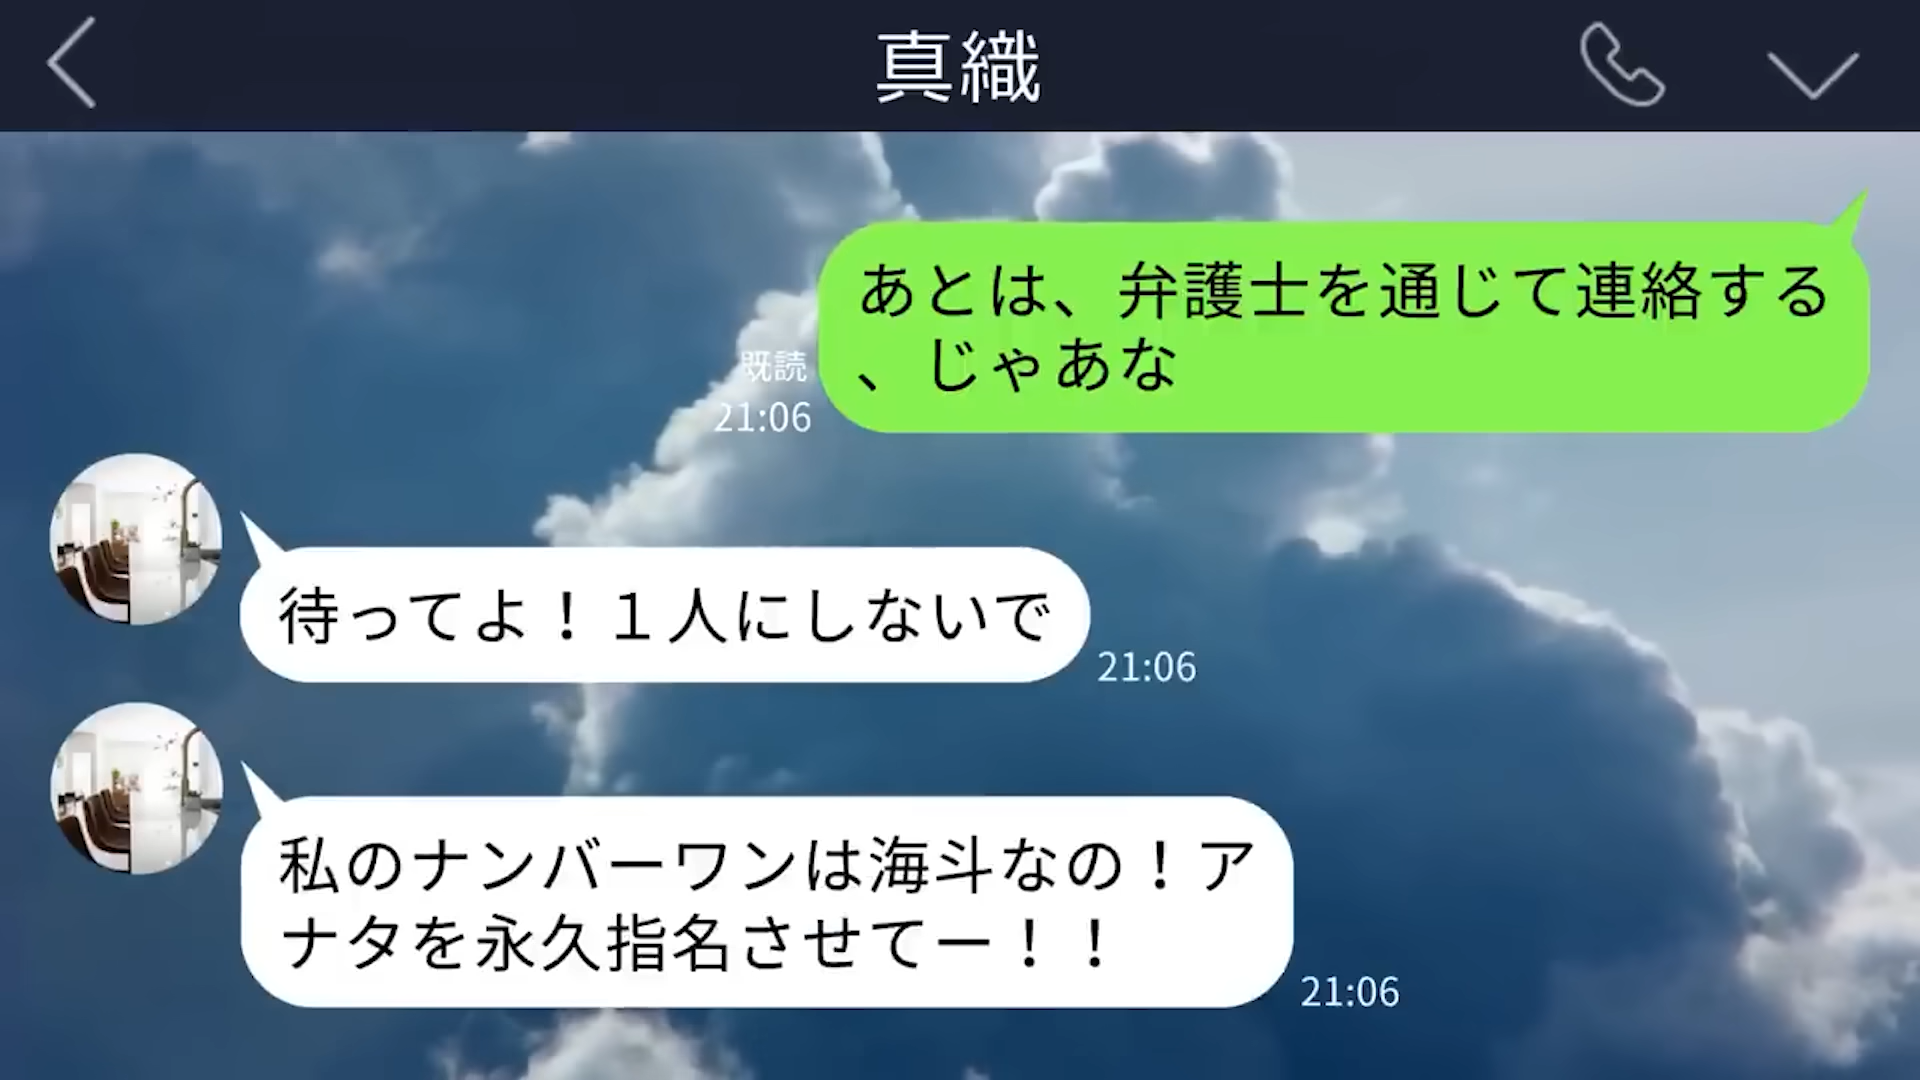 真織
あとは、弁護士を通じて連絡する
、じゃあな
既読
21:06
待ってよ！１人にしないで
21:06
私のナンバーワンは海斗なの！ア
ナタを永久指名させてー！！
21:06